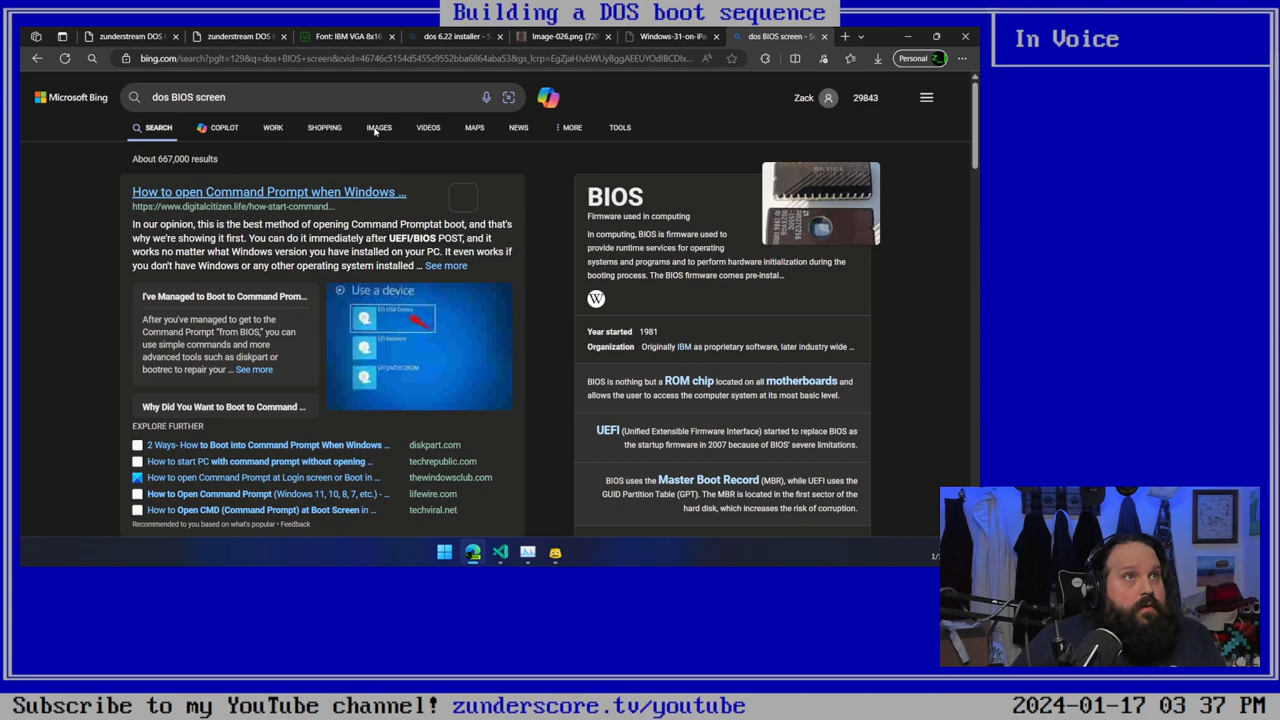 Building a DOS boot sequence
zunderstream DOS
zunderstream DOS
Font: IBM VGA 8x16
dos 6.22 installer - S
Image-026.png (720
Windows-31-on-iPa
dos BIOS screen - Se
bing.com/search?pglt=129&q=dos+BIOS+screen&cvid=46746c5154d5455c9552bba6864aba53&gs_lcrp=EgZjaHJvbWUyBggAEEUYODIBCDIx...
Personal
Microsoft Bing
dos BIOS screen
Zack
29843
SEARCH
COPILOT
WORK
SHOPPING
IMAGES
VIDEOS
MAPS
NEWS
MORE
TOOLS
About 667,000 results
How to open Command Prompt when Windows …
https://www.digitalcitizen.life/how-start-command...
In our opinion, this is the best method of opening Command Promptat boot, and that's
why we're showing it first. You can do it immediately after UEFI/BIOS POST, and it
works no matter what Windows version you have installed on your PC. It even works if
you don't have Windows or any other operating system installed … See more
I've Managed to Boot to Command Prom...
After you've managed to get to the
Command Prompt "from BIOS," you can
use simple commands and more
advanced tools such as diskpart or
bootrec to repair your … See more
Use a device
Why Did You Want to Boot to Command ...
EXPLORE FURTHER
2 Ways- How to Boot into Command Prompt When Windows ...
diskpart.com
How to start PC with command prompt without opening ...
techrepublic.com
How to open Command Prompt at Login screen or Boot in ...
thewindowsclub.com
How to Open Command Prompt (Windows 11, 10, 8, 7, etc.) - ...
lifewire.com
How to Open CMD (Command Prompt) at Boot Screen in ...
techviral.net
Recommended to you based on what's popular • Feedback
BIOS
Firmware used in computing
In computing, BIOS is firmware used to
provide runtime services for operating
systems and programs and to perform hardware initialization during the
booting process. The BIOS firmware comes pre-instal…
W
Year started 1981
Organization Originally IBM as proprietary software, later industry wide …
BIOS is nothing but a ROM chip located on all motherboards and
allows the user to access the computer system at its most basic level.
UEFI (Unified Extensible Firmware Interface) started to replace BIOS as
the startup firmware in 2007 because of BIOS' severe limitations.
BIOS uses the Master Boot Record (MBR), while UEFI uses the
GUID Partition Table (GPT). The MBR is located in the first sector of the
hard disk, which increases the risk of corruption.
In Voice
Subscribe to my YouTube channel! zunderscore.tv/youtube
2024-01-17 03 37 PM